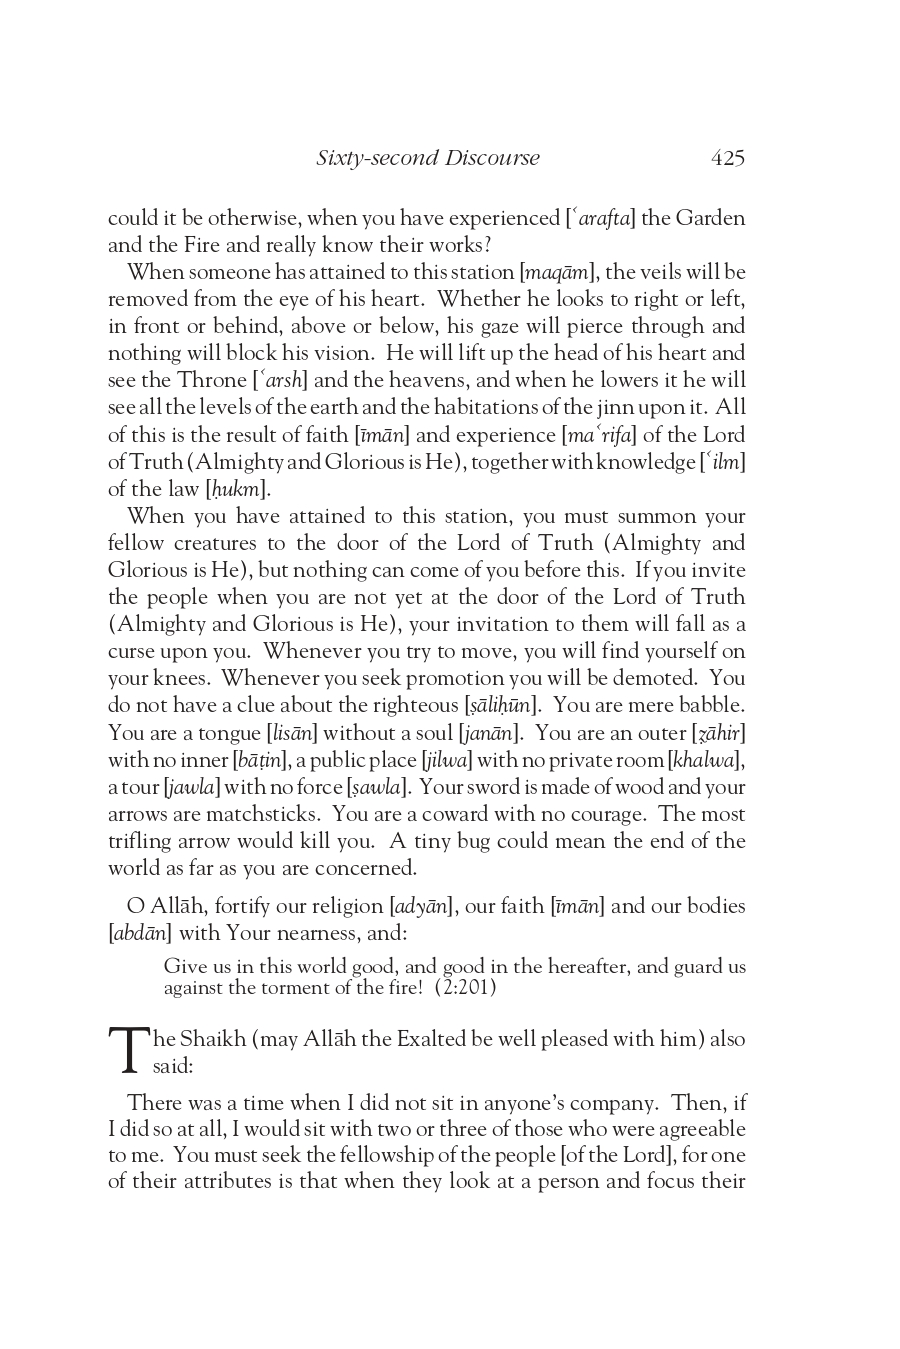 Sixty-second Discourse 425
could it be otherwise, when you have experienced [ʿarafta] the Garden
and the Fire and really know their works?
When someone has attained to this station [maqām], the veils will be
removed from the eye of his heart. Whether he looks to right or left,
in front or behind, above or below, his gaze will pierce through and
nothing will block his vision. He will lift up the head of his heart and
see the Throne [ʿarsh] and the heavens, and when he lowers it he will
see all the levels of the earth and the habitations of the jinn upon it. All
of this is the result of faith [īmān] and experience [maʿrifa] of the Lord
of Truth (Almighty and Glorious is He), together with knowledge [ʿilm]
of the law [ḥukm].
When you have attained to this station, you must summon your
fellow creatures to the door of the Lord of Truth (Almighty and
Glorious is He), but nothing can come of you before this. If you invite
the people when you are not yet at the door of the Lord of Truth
(Almighty and Glorious is He), your invitation to them will fall as a
curse upon you. Whenever you try to move, you will find yourself on
your knees. Whenever you seek promotion you will be demoted. You
do not have a clue about the righteous [ṣāliḥūn]. You are mere babble.
You are a tongue [lisān] without a soul [janān]. You are an outer [ẓāhir]
with no inner [bāṭin], a public place [jilwa] with no private room [khalwa],
a tour [jawla] with no force [ṣawla]. Your sword is made of wood and your
arrows are matchsticks. You are a coward with no courage. The most
trifling arrow would kill you. A tiny bug could mean the end of the
world as far as you are concerned.
O Allāh, fortify our religion [adyān], our faith [īmān] and our bodies
[abdān] with Your nearness, and:
Give us in this world good, and good in the hereafter, and guard us
against the torment of the fire! (2:201)
The Shaikh (may Allāh the Exalted be well pleased with him) also
said:
There was a time when I did not sit in anyone’s company. Then, if
I did so at all, I would sit with two or three of those who were agreeable
to me. You must seek the fellowship of the people [of the Lord], for one
of their attributes is that when they look at a person and focus their